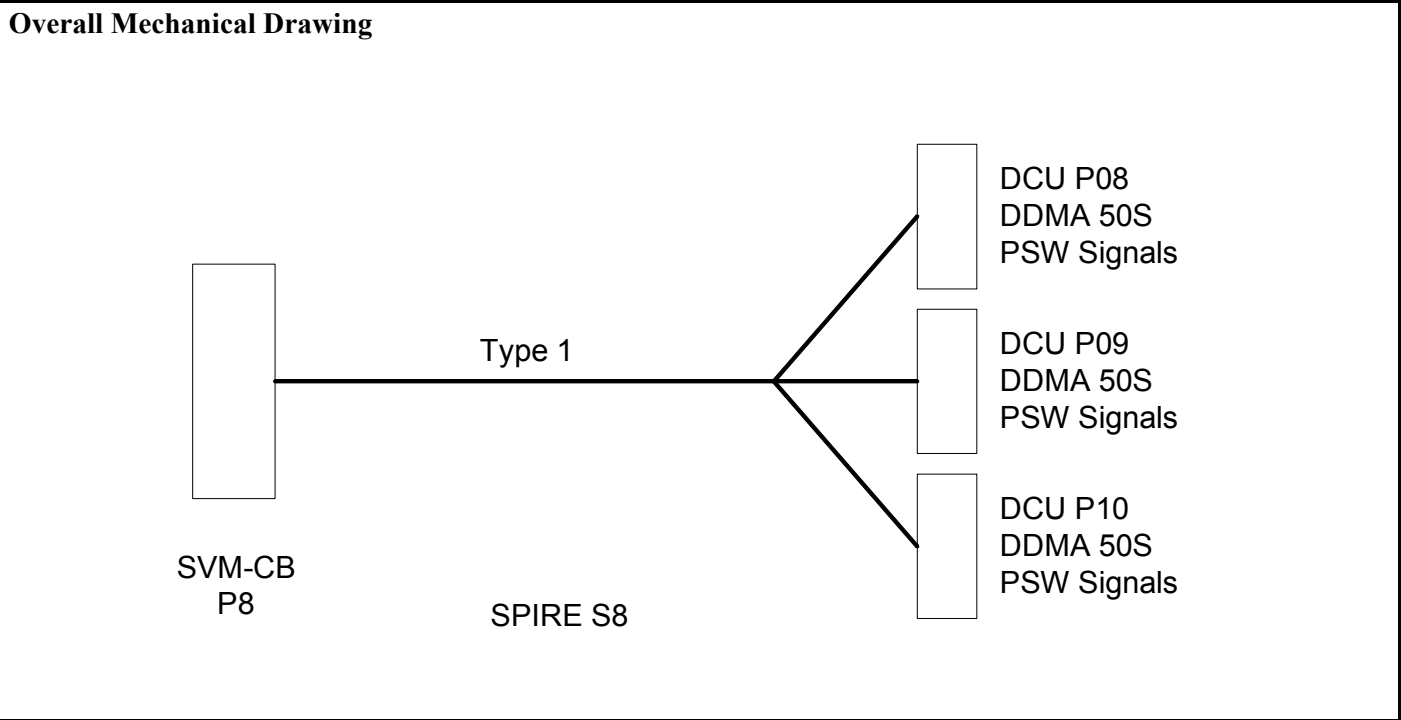 Overall Mechanical Drawing
DCU P08
DDMA 50S
PSW Signals
Type 1
DCU P09
DDMA 50S
PSW Signals
DCU P10
DDMA 50S
PSW Signals
SVM-CB
P8
SPIRE S8